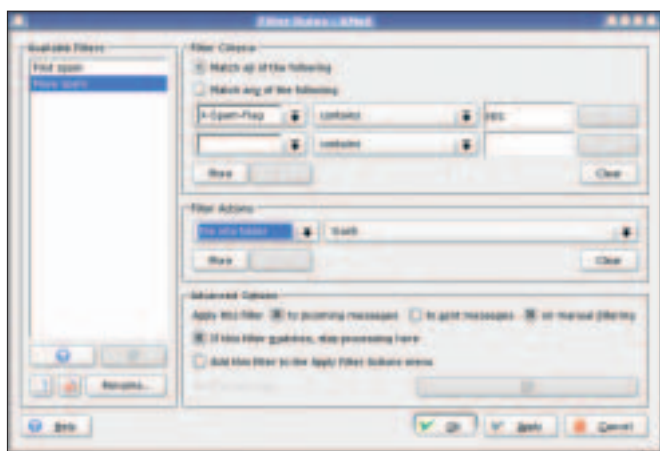 Filter Rules - KMail
Available Filters
Find spam
Move spam
Filter Criteria
Match all of the following
Match any of the following
X-Spam-Flag contains YES
contains
More Clear
Filter Actions
file into folder trash
More Clear
Advanced Options
Apply this filter to incoming messages to sent messages on manual filtering
If this filter matches, stop processing here
Add this filter to the Apply Filter Actions menu
Rename...
Help OK Apply Cancel